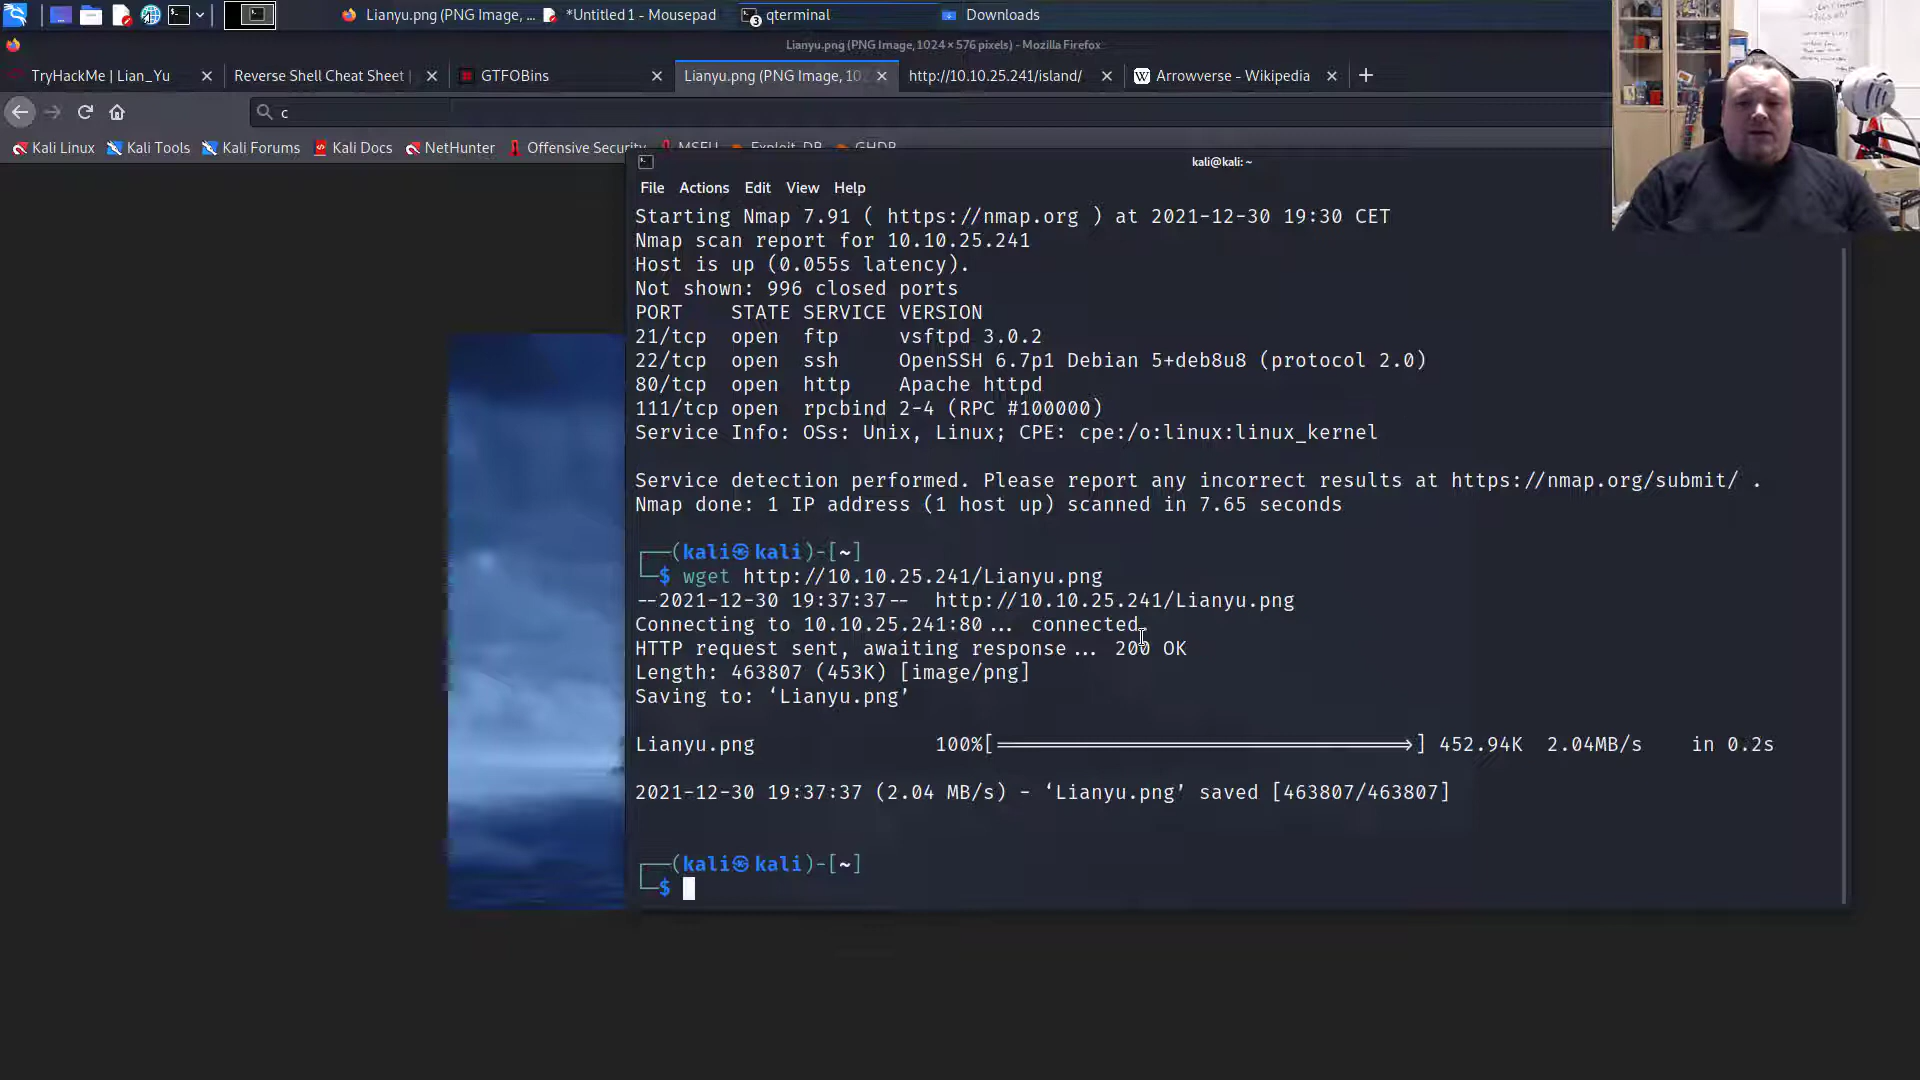 Lianyu.png (PNG Image, ...
*Untitled 1 - Mousepad
3
qterminal
Downloads
Lianyu.png (PNG Image, 1024 × 576 pixels) - Mozilla Firefox
TryHackMe | Lian_Yu
Reverse Shell Cheat Sheet |
GTFOBins
Lianyu.png (PNG Image, 10
http://10.10.25.241/island/
Arrowverse - Wikipedia
c
Kali Linux
Kali Tools
Kali Forums
Kali Docs
NetHunter
Offensive Security
MSFU
Exploit-DB
GHDB
kali@kali: ~
File Actions Edit View Help
Starting Nmap 7.91 ( https://nmap.org ) at 2021-12-30 19:30 CET
Nmap scan report for 10.10.25.241
Host is up (0.055s latency).
Not shown: 996 closed ports
PORT STATE SERVICE VERSION
21/tcp open ftp vsftpd 3.0.2
22/tcp open ssh OpenSSH 6.7p1 Debian 5+deb8u8 (protocol 2.0)
80/tcp open http Apache httpd
111/tcp open rpcbind 2-4 (RPC #100000)
Service Info: OSs: Unix, Linux; CPE: cpe:/o:linux:linux_kernel
Service detection performed. Please report any incorrect results at https://nmap.org/submit/ .
Nmap done: 1 IP address (1 host up) scanned in 7.65 seconds
┌──(kali㉿kali)-[~]
└─$ wget http://10.10.25.241/Lianyu.png
--2021-12-30 19:37:37-- http://10.10.25.241/Lianyu.png
Connecting to 10.10.25.241:80... connected.
HTTP request sent, awaiting response... 200 OK
Length: 463807 (453K) [image/png]
Saving to: ‘Lianyu.png’
Lianyu.png 100%[===================================>] 452.94K 2.04MB/s in 0.2s
2021-12-30 19:37:37 (2.04 MB/s) - ‘Lianyu.png’ saved [463807/463807]
┌──(kali㉿kali)-[~]
└─$